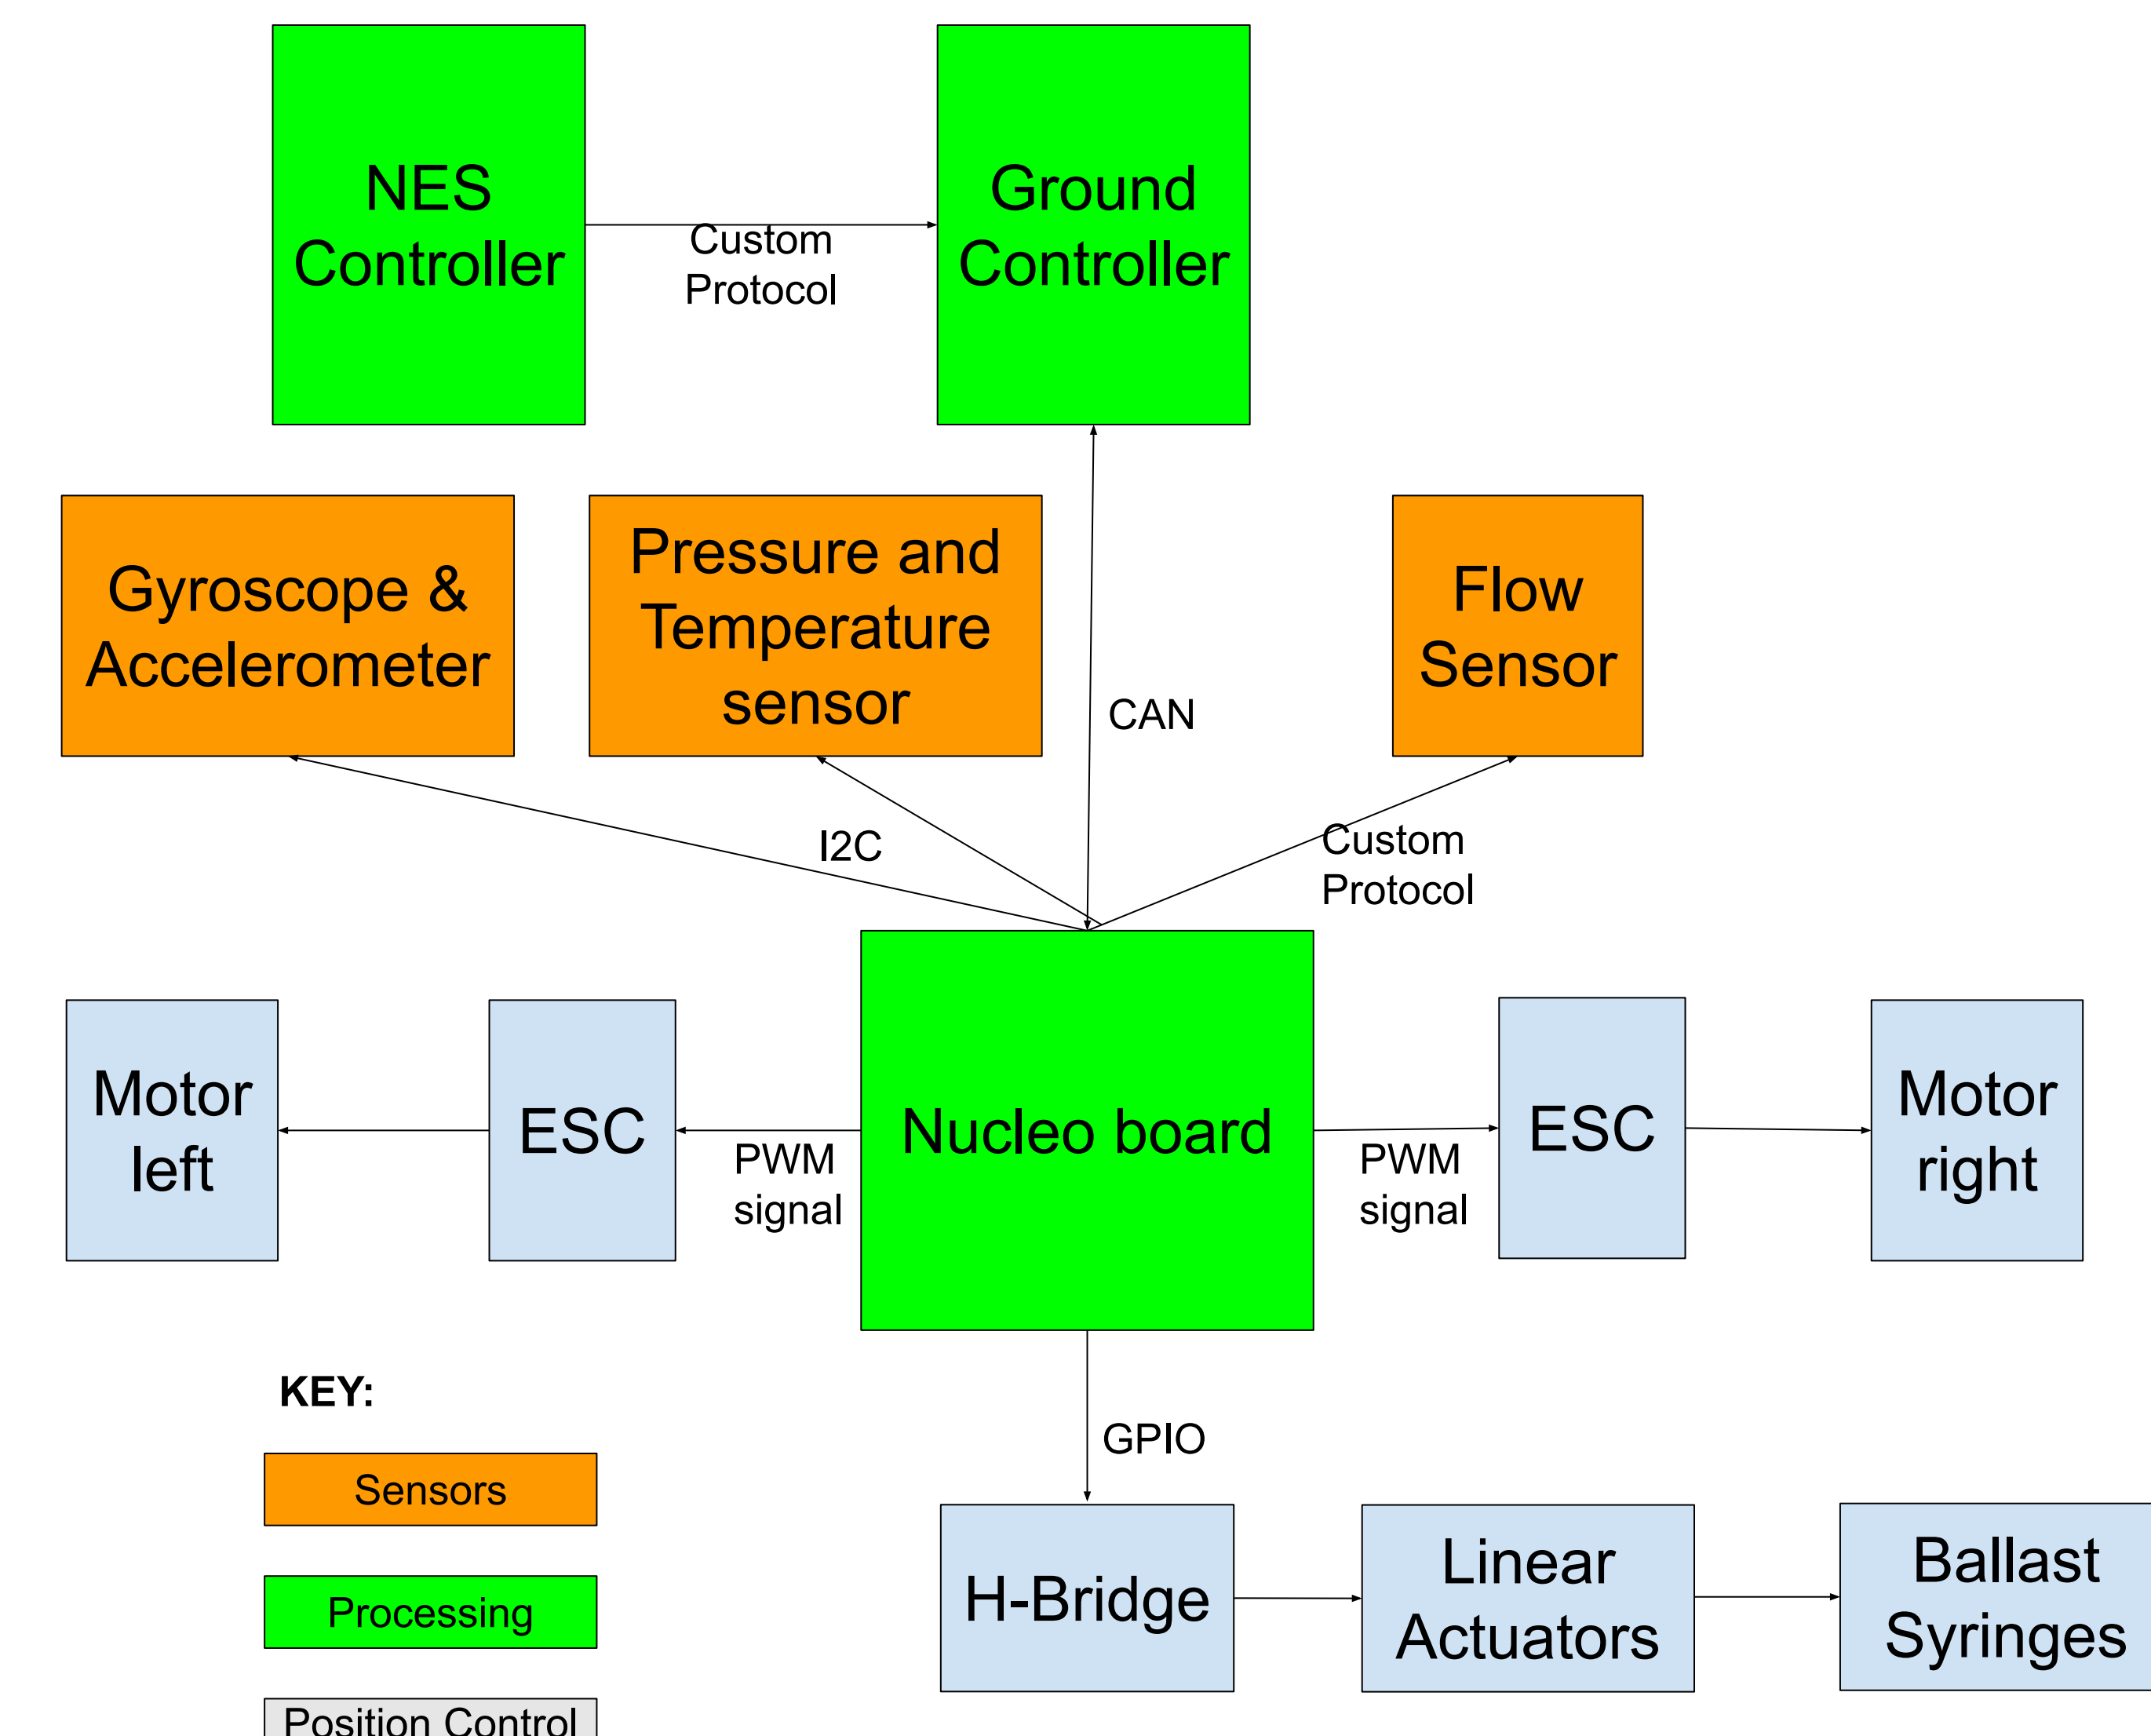 NES
Controller
Custom
Protocol
Ground
Controller
Gyroscope &
Accelerometer
Pressure and
Temperature
sensor
Flow
Sensor
CAN
I2C
Custom
Protocol
Motor
left
ESC
PWM
signal
Nucleo board
PWM
signal
ESC
Motor
right
GPIO
H-Bridge
Linear
Actuators
Ballast
Syringes
KEY:
Sensors
Processing
Position Control